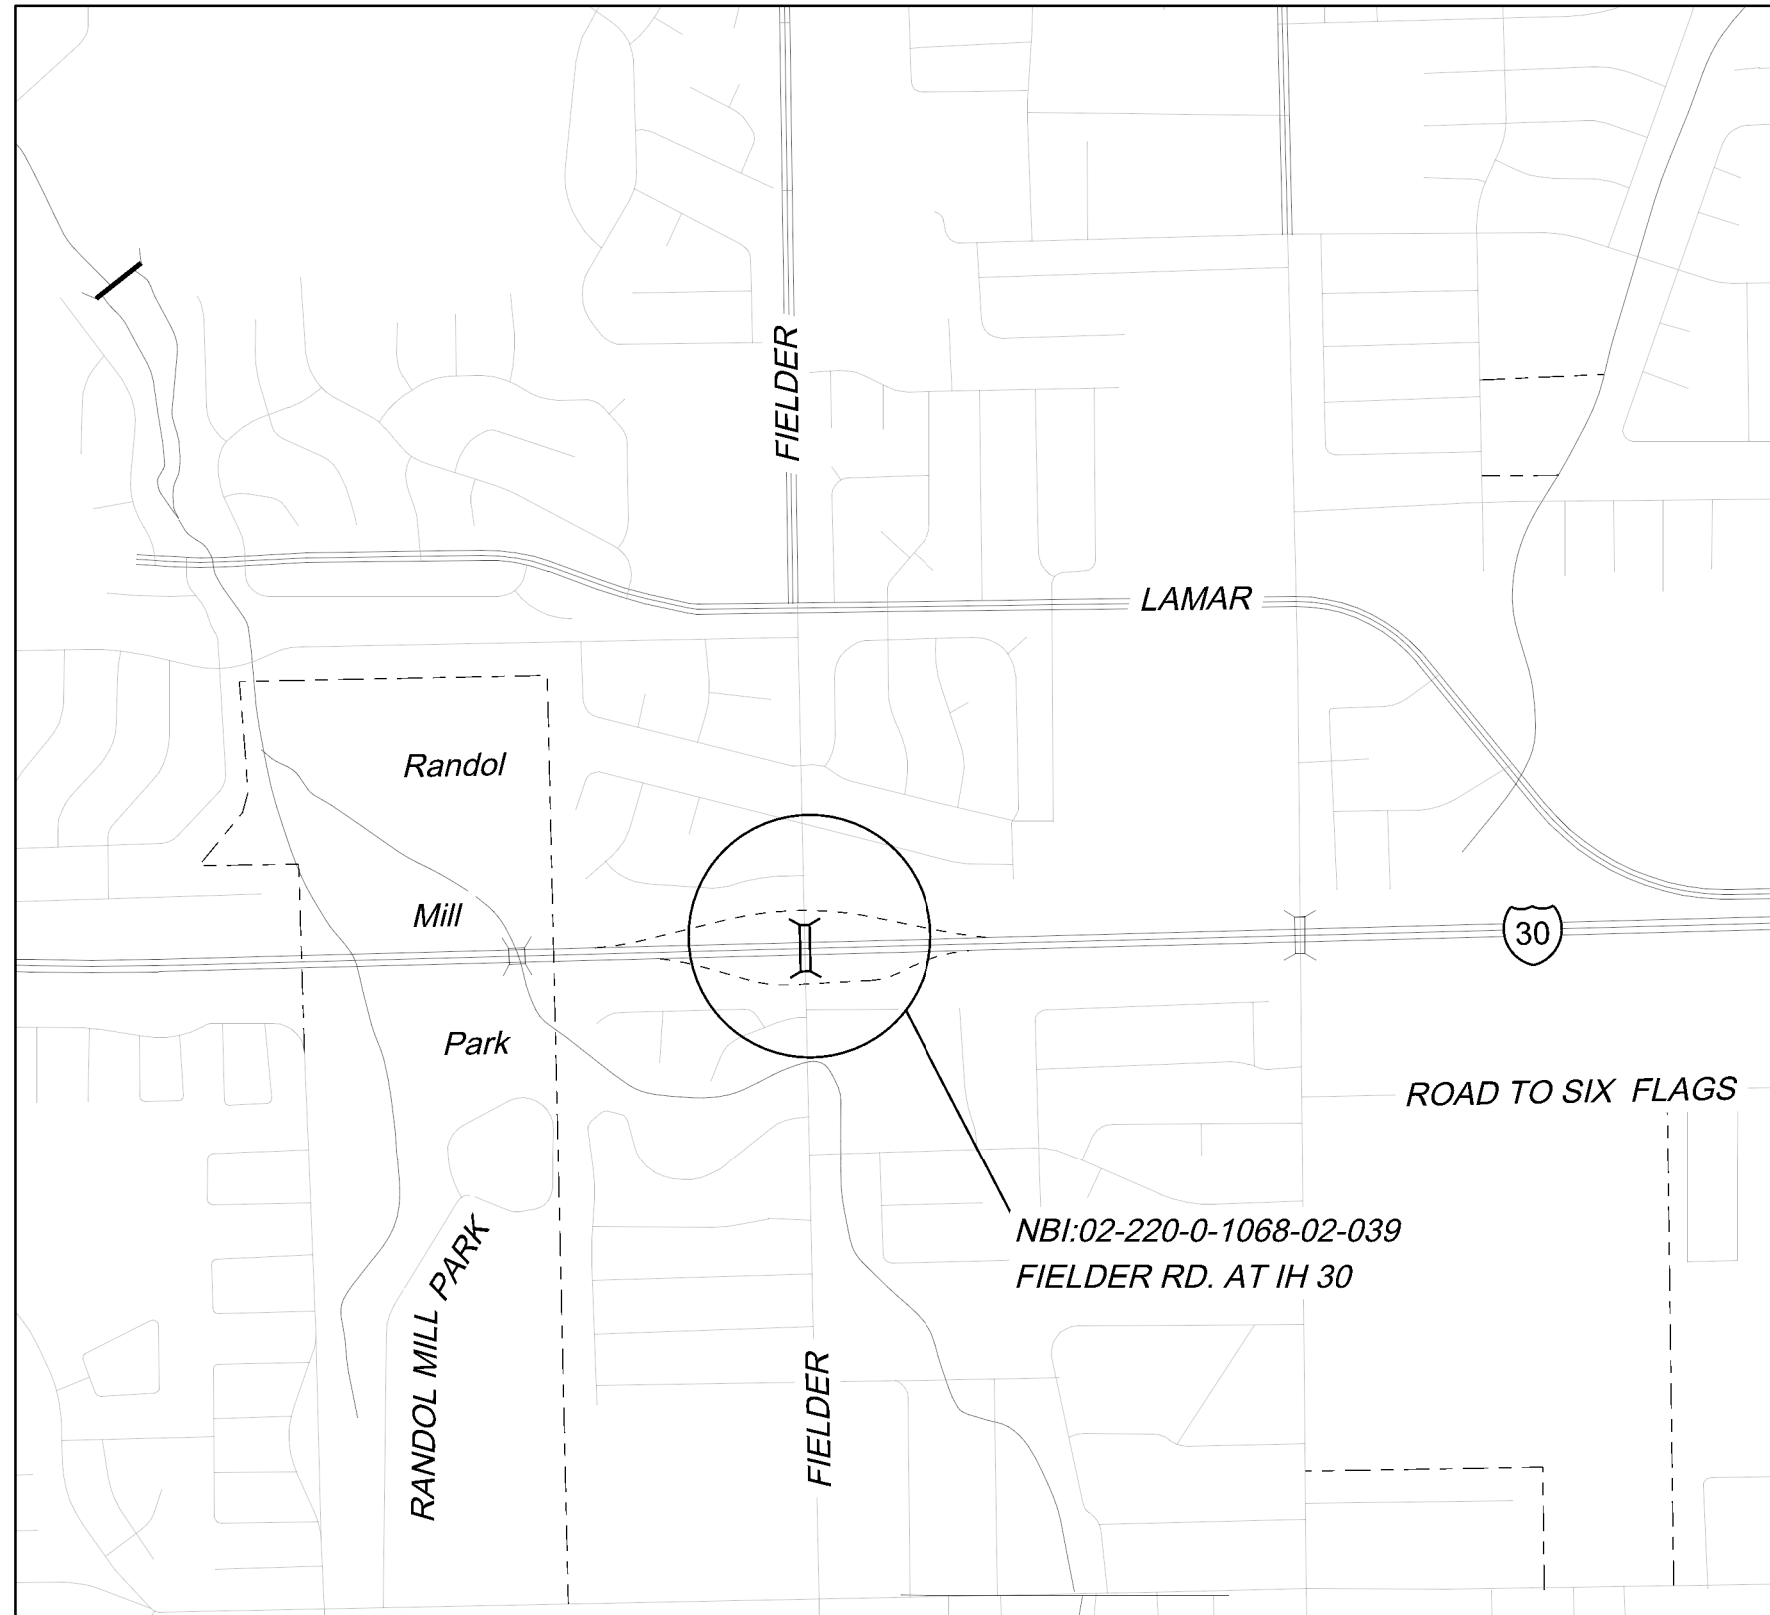 FIELDER
LAMAR
Randol
Mill
30
Park
ROAD TO SIX FLAGS
NBI:02-220-0-1068-02-039
FIELDER RD. AT IH 30
RANDOL MILL PARK
FIELDER